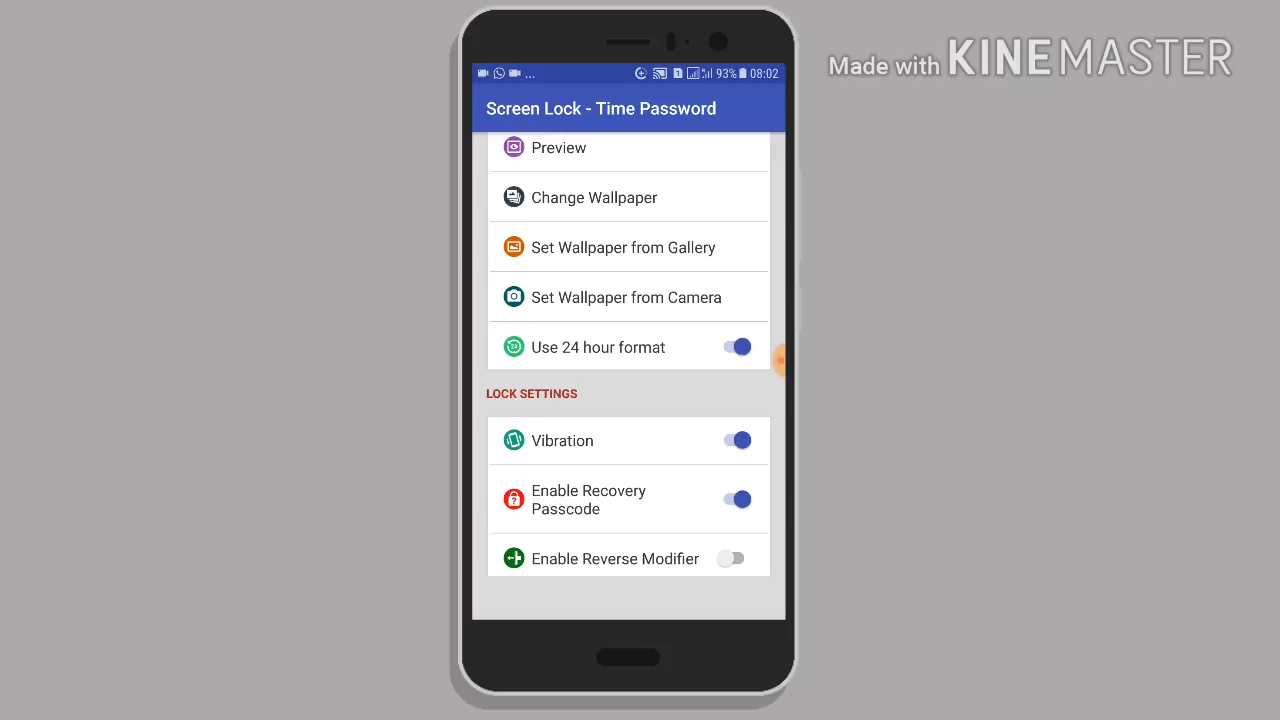 Made with KINEMASTER
... 93% 08:02
Screen Lock - Time Password
Preview
Change Wallpaper
Set Wallpaper from Gallery
Set Wallpaper from Camera
Use 24 hour format
LOCK SETTINGS
Vibration
Enable Recovery
Passcode
Enable Reverse Modifier